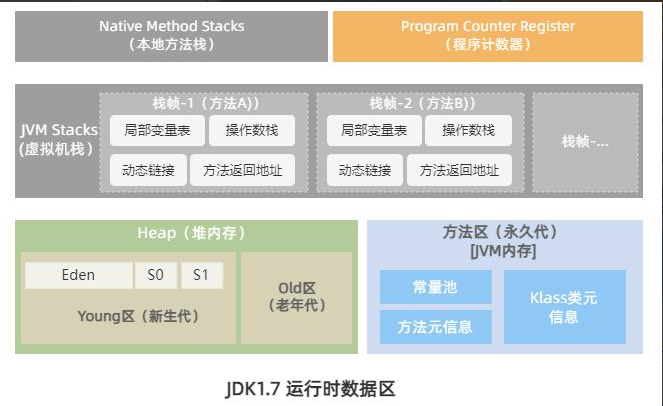 Native Method Stacks
（本地方法栈）
Program Counter Register
（程序计数器）
JVM Stacks
(虚拟机栈）
栈帧-1（方法A)）
局部变量表
操作数栈
动态链接
方法返回地址
栈帧-2（方法B)）
局部变量表
操作数栈
动态链接
方法返回地址
栈帧-...
Heap（堆内存）
Eden
S0
S1
Young区（新生代）
Old区
（老年代）
方法区（永久代）
[JVM内存]
常量池
方法元信息
Klass类元
信息
JDK1.7 运行时数据区